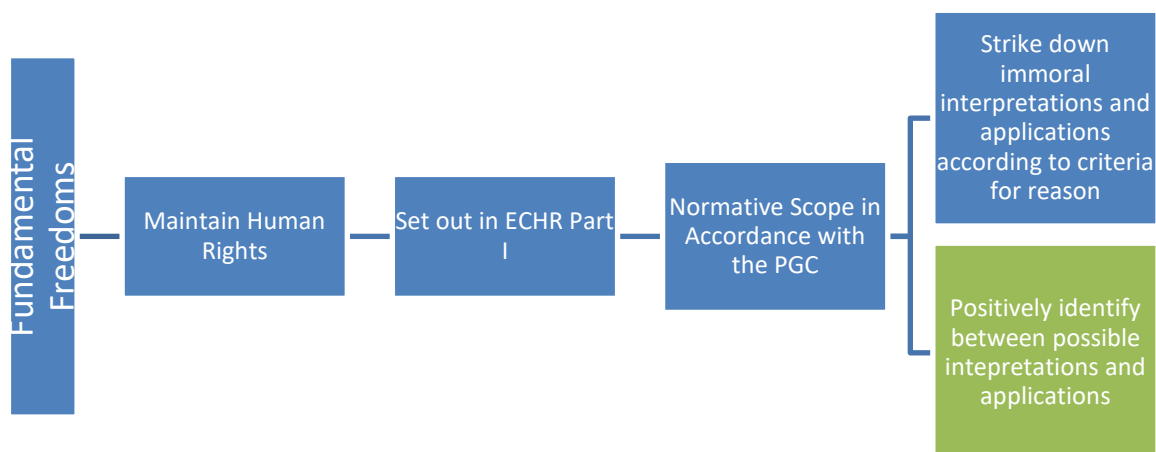 Fundamental
Freedoms
Maintain Human
Rights
Set out in ECHR Part
I
Normative Scope in
Accordance with
the PGC
Strike down
immoral
interpretations and
applications
according to criteria
for reason
Positively identify
between possible
intepretations and
applications